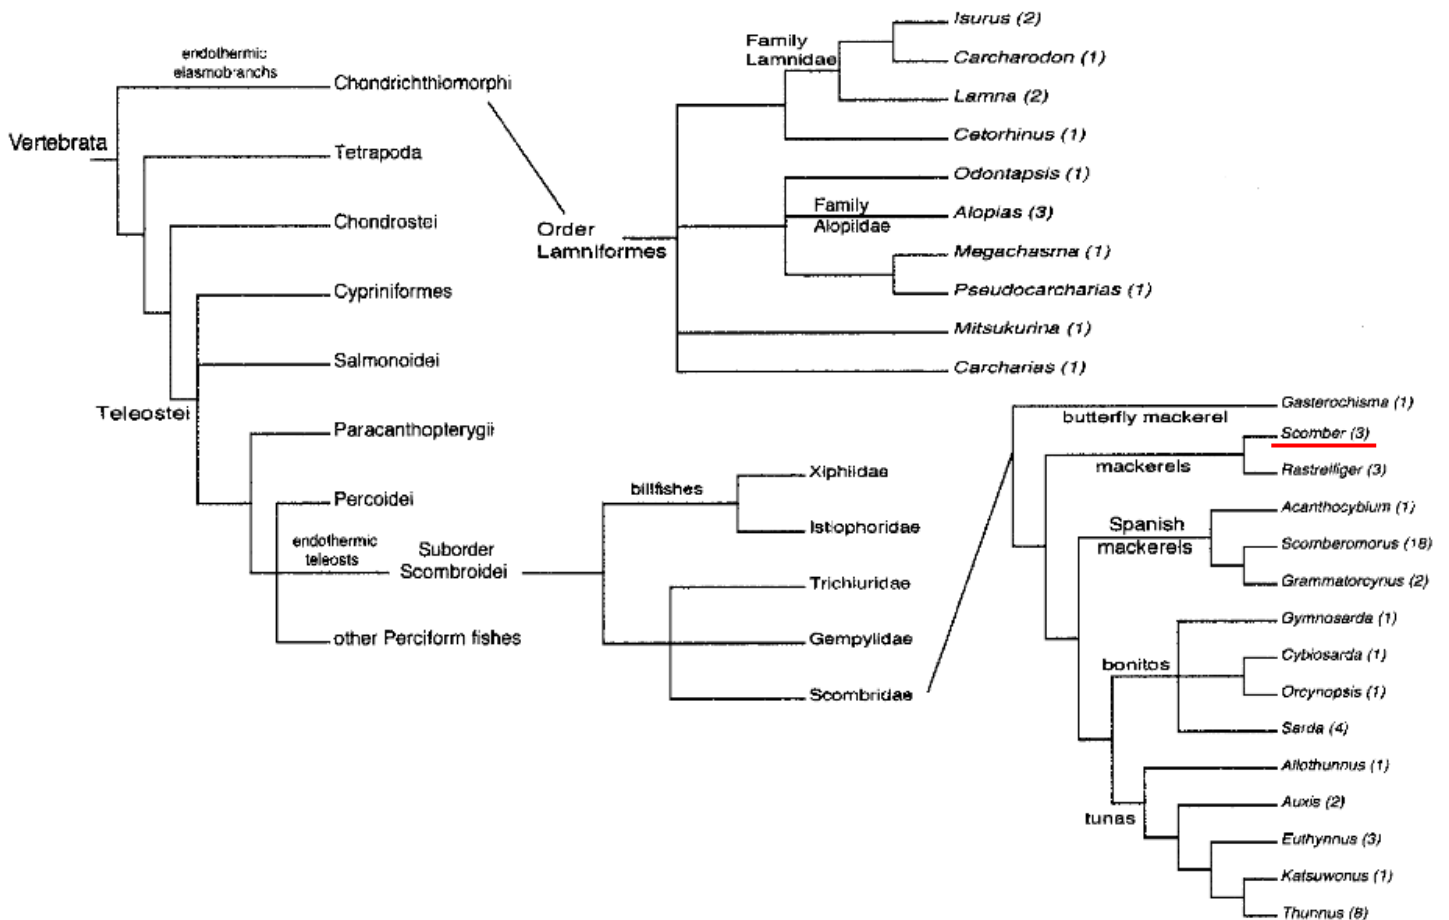 endothermic
elasmobranchs
Chondrichthiomorphi
Vertebrata
Tetrapoda
Chondrostei
Cypriniformes
Salmonoidei
Teleostei
Paracanthopterygii
Percoidei
endothermic
teleosts
Suborder
Scombroidei
other Perciform fishes
Order
Lamniformes
Family
Lamnidae
Isurus (2)
Carcharodon (1)
Lamna (2)
Cetorhinus (1)
Odontapsis (1)
Family
Alopiidae
Alopias (3)
Megachasma (1)
Pseudocarcharias (1)
Mitsukurina (1)
Carcharias (1)
billfishes
Xiphiidae
Istiophoridae
Trichiuridae
Gempylidae
Scombridae
butterfly mackerel
Gasterochisma (1)
mackerels
Scomber (3)
Rastrelliger (3)
Spanish
mackerels
Acanthocybium (1)
Scomberomorus (18)
Grammatorcynus (2)
bonitos
Gymnosarda (1)
Cybiosarda (1)
Orcynopsis (1)
Sarda (4)
tunas
Allothunnus (1)
Auxis (2)
Euthynnus (3)
Katsuwonus (1)
Thunnus (8)